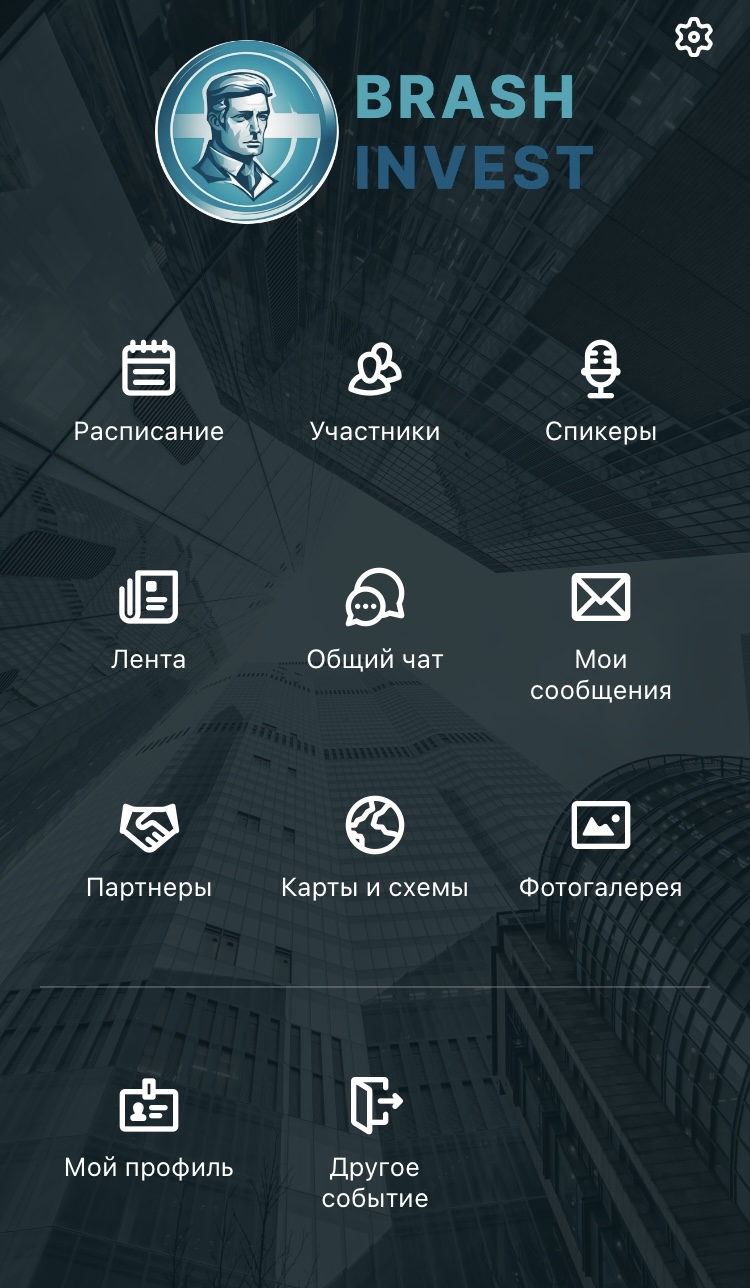 BRASH
INVEST
Расписание
Участники
Спикеры
Лента
Общий чат
Мои
сообщения
Партнеры
Карты и схемы
Фотогалерея
Мой профиль
Другое
событие